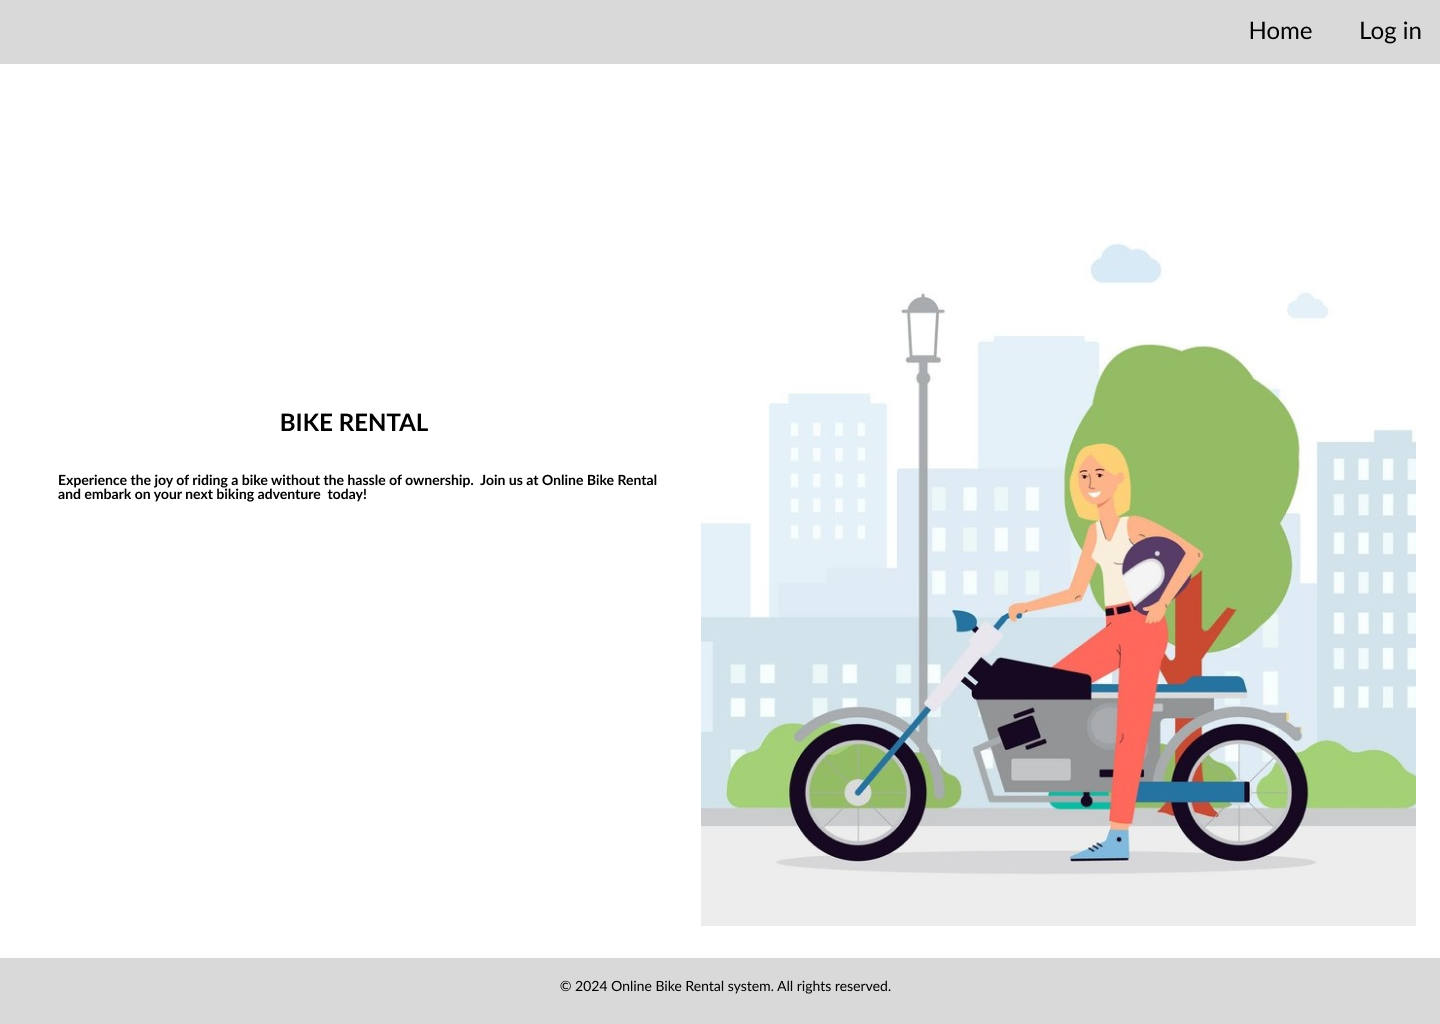 Home Log in
BIKE RENTAL
Experience the joy of riding a bike without the hassle of ownership.  Join us at Online Bike Rental
and embark on your next biking adventure  today!
© 2024 Online Bike Rental system. All rights reserved.